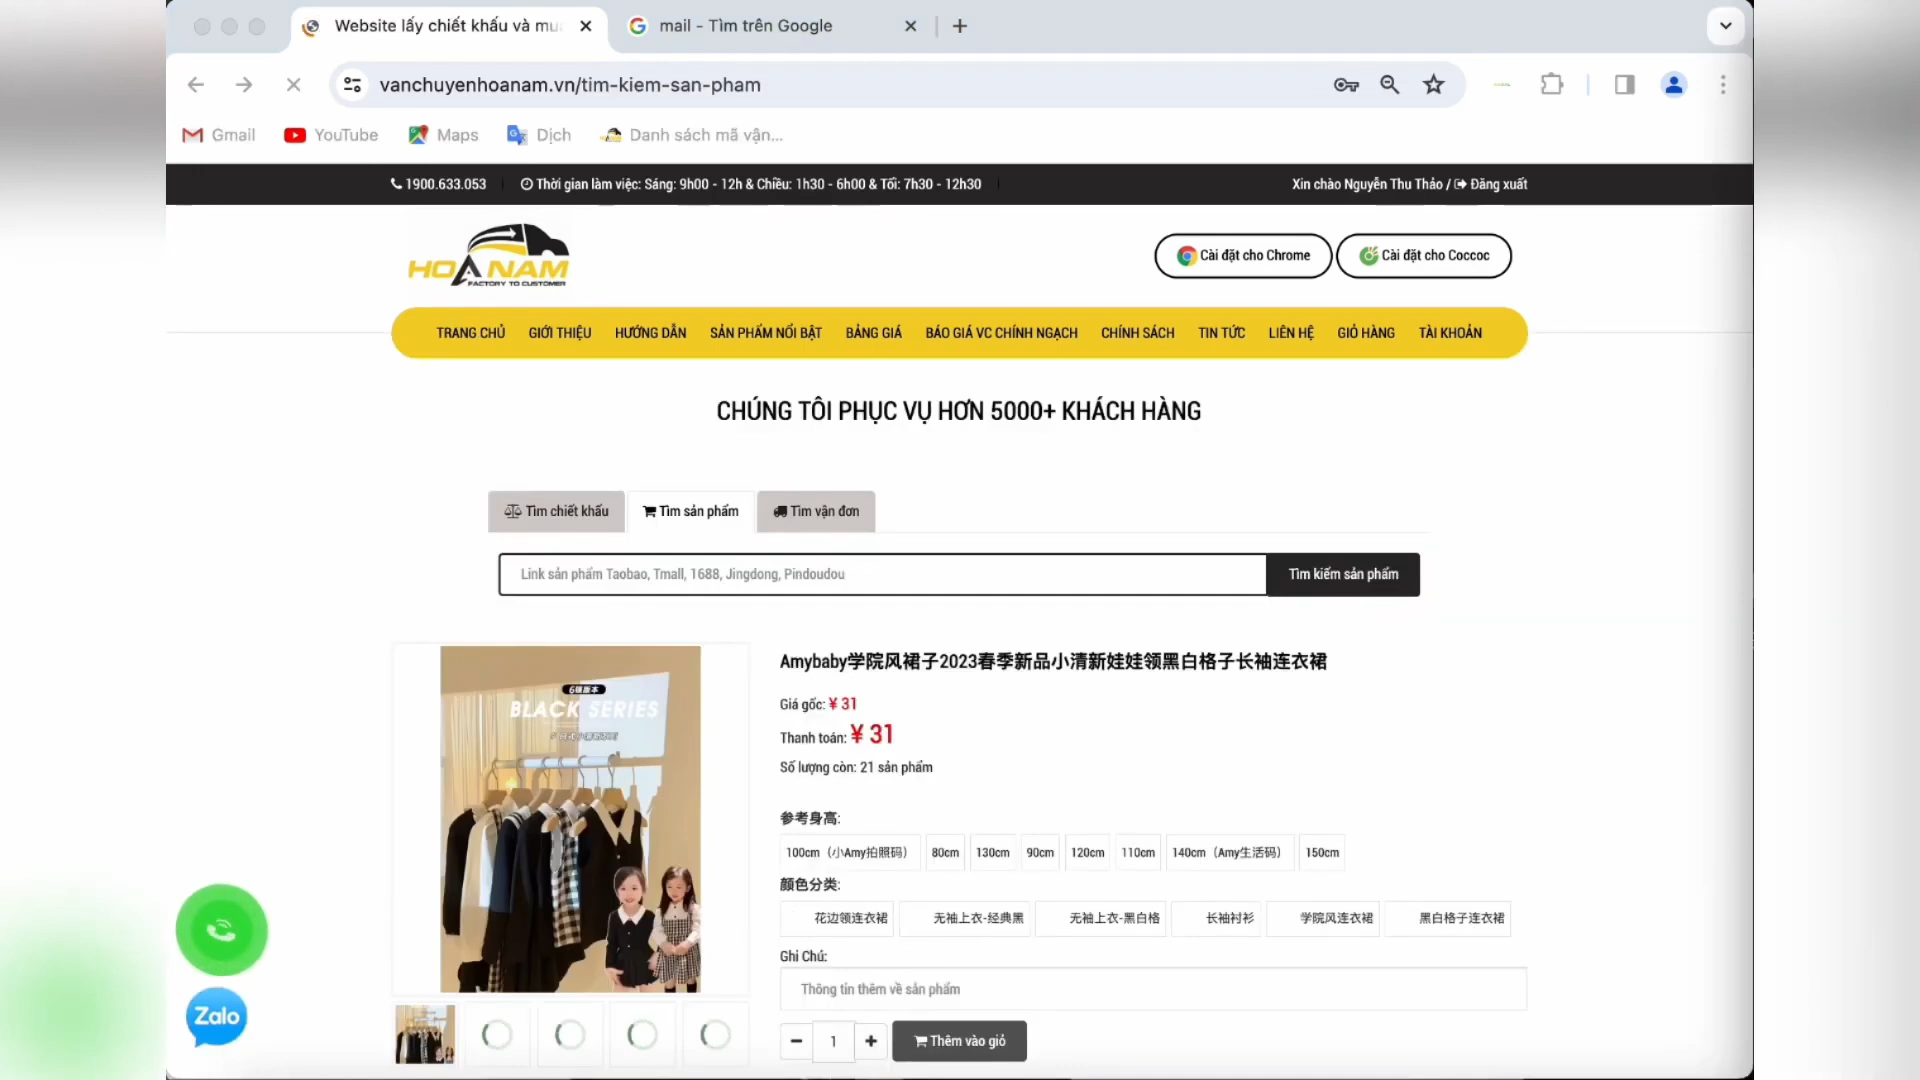 Website lấy chiết khấu và mu
mail - Tìm trên Google
vanchuyenhoanam.vn/tim-kiem-san-pham
Gmail
YouTube
Maps
Dịch
Danh sách mã vận...
1900.633.053
Thời gian làm việc: Sáng: 9h00 - 12h & Chiều: 1h30 - 6h00 & Tối: 7h30 - 12h30
Xin chào Nguyễn Thu Thảo / Đăng xuất
HOANAM
FACTORY TO CUSTOMER
Cài đặt cho Chrome
Cài đặt cho Coccoc
TRANG CHỦ
GIỚI THIỆU
HƯỚNG DẪN
SẢN PHẨM NỔI BẬT
BẢNG GIÁ
BÁO GIÁ VC CHÍNH NGẠCH
CHÍNH SÁCH
TIN TỨC
LIÊN HỆ
GIỎ HÀNG
TÀI KHOẢN
CHÚNG TÔI PHỤC VỤ HƠN 5000+ KHÁCH HÀNG
Tìm chiết khấu
Tìm sản phẩm
Tìm vận đơn
Link sản phẩm Taobao, Tmall, 1688, Jingdong, Pindoudou
Tìm kiếm sản phẩm
BLACK SERIES
Amybaby学院风裙子2023春季新品小清新娃娃领黑白格子长袖连衣裙
Giá gốc: ¥ 31
Thanh toán: ¥ 31
Số lượng còn: 21 sản phẩm
参考身高:
100cm（小Amy拍照码）
80cm
130cm
90cm
120cm
110cm
140cm（Amy生活码）
150cm
颜色分类:
花边领连衣裙
无袖上衣-经典黑
无袖上衣-黑白格
长袖衬衫
学院风连衣裙
黑白格子连衣裙
Ghi Chú:
Thông tin thêm về sản phẩm
1
Thêm vào giỏ
Zalo